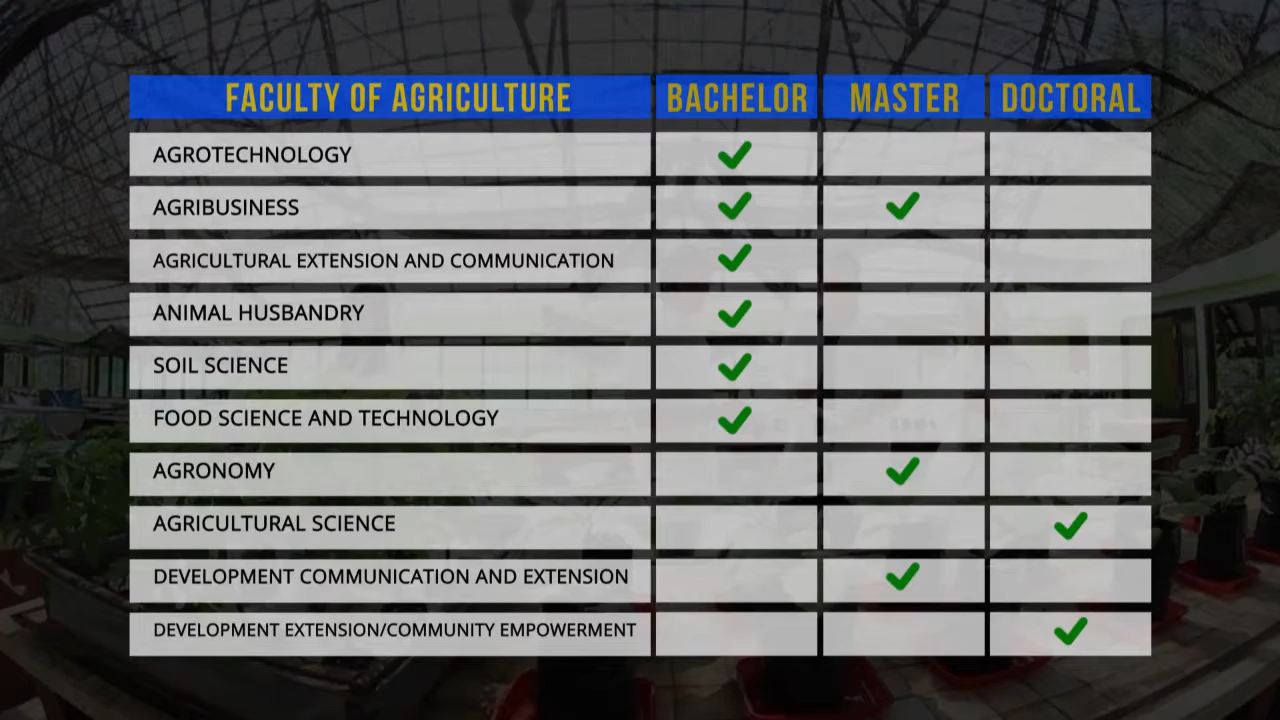 FACULTY OF AGRICULTURE BACHELOR MASTER DOCTORAL
AGROTECHNOLOGY
AGRIBUSINESS
AGRICULTURAL EXTENSION AND COMMUNICATION
ANIMAL HUSBANDRY
SOIL SCIENCE
FOOD SCIENCE AND TECHNOLOGY
AGRONOMY
AGRICULTURAL SCIENCE
DEVELOPMENT COMMUNICATION AND EXTENSION
DEVELOPMENT EXTENSION/COMMUNITY EMPOWERMENT